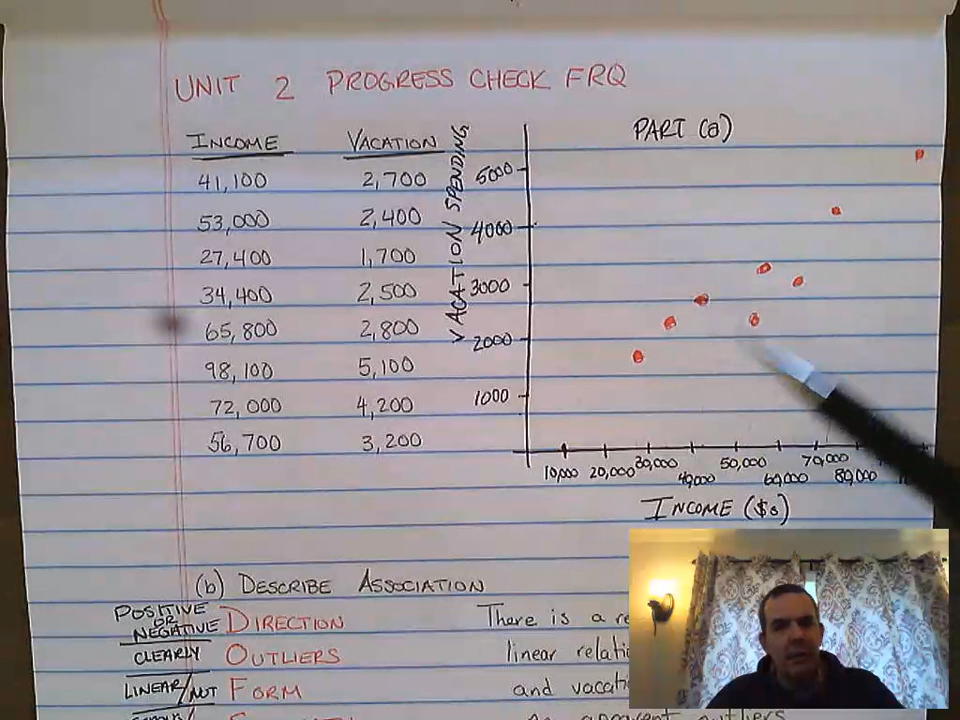 UNIT 2 PROGRESS CHECK FRQ
INCOME VACATION
41,100 2,700
53,000 2,400
27,400 1,700
34,400 2,500
65,800 2,800
98,100 5,100
72,000 4,200
56,700 3,200
PART (a)
VACATION SPENDING
5000
4000
3000
2000
1000
10,000 20,000 30,000 40,000 50,000 60,000 70,000 80,000
INCOME ($s)
(b) DESCRIBE ASSOCIATION
POSITIVE
OR
NEGATIVE DIRECTION
CLEARLY OUTLIERS
LINEAR/NOT FORM
There is a
linear
and
apparent outliers